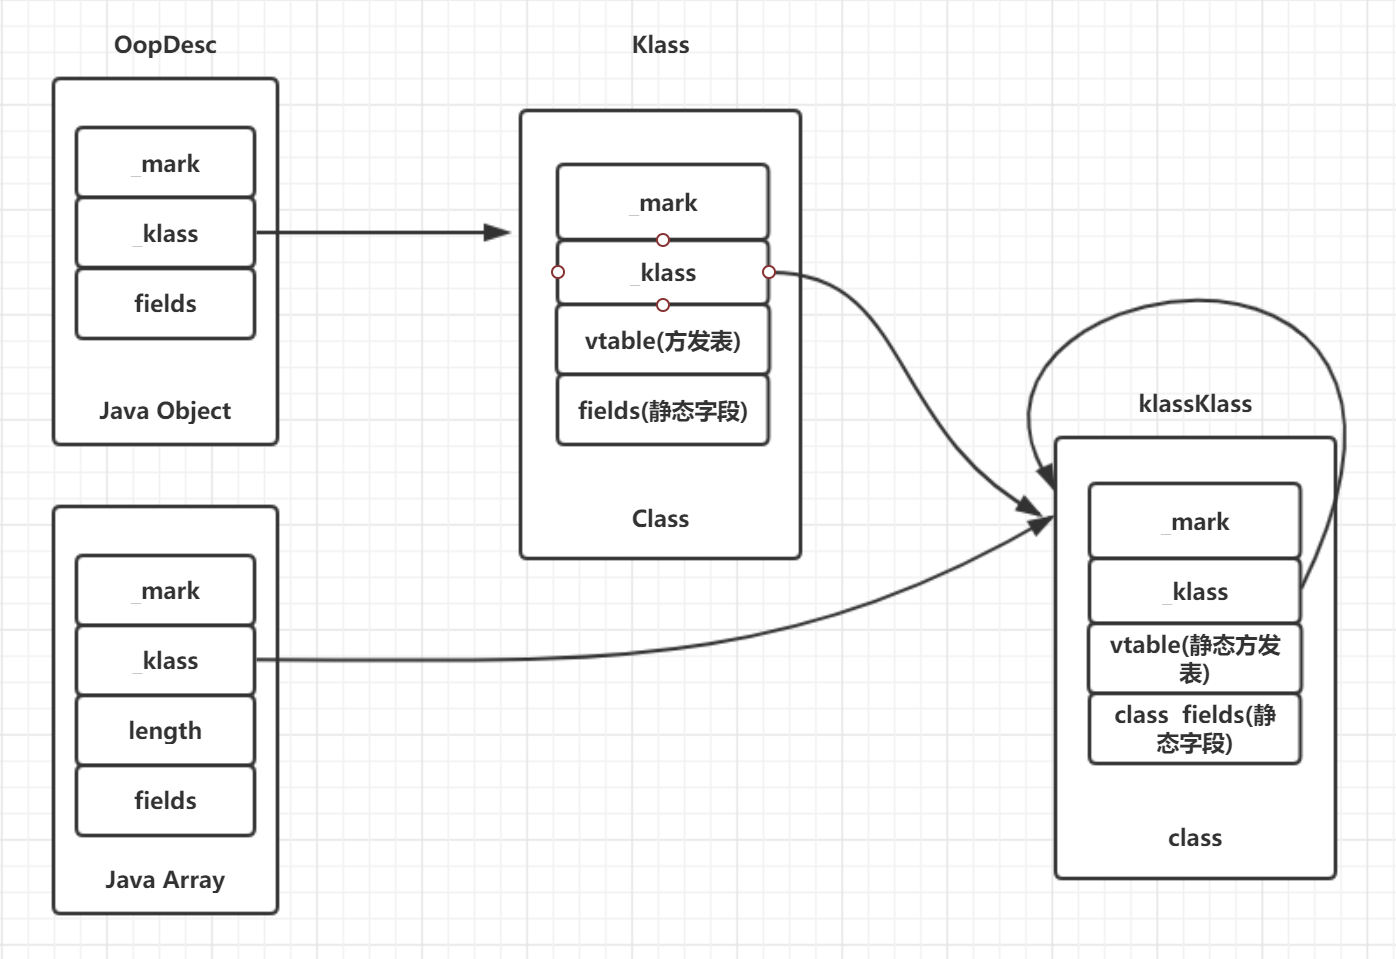 OopDesc
_mark
_klass
fields
Java Object
_mark
_klass
length
fields
Java Array
Klass
_mark
_klass
vtable(方发表)
fields(静态字段)
Class
klassKlass
_mark
_klass
vtable(静态方发
表)
class fields(静
态字段)
class